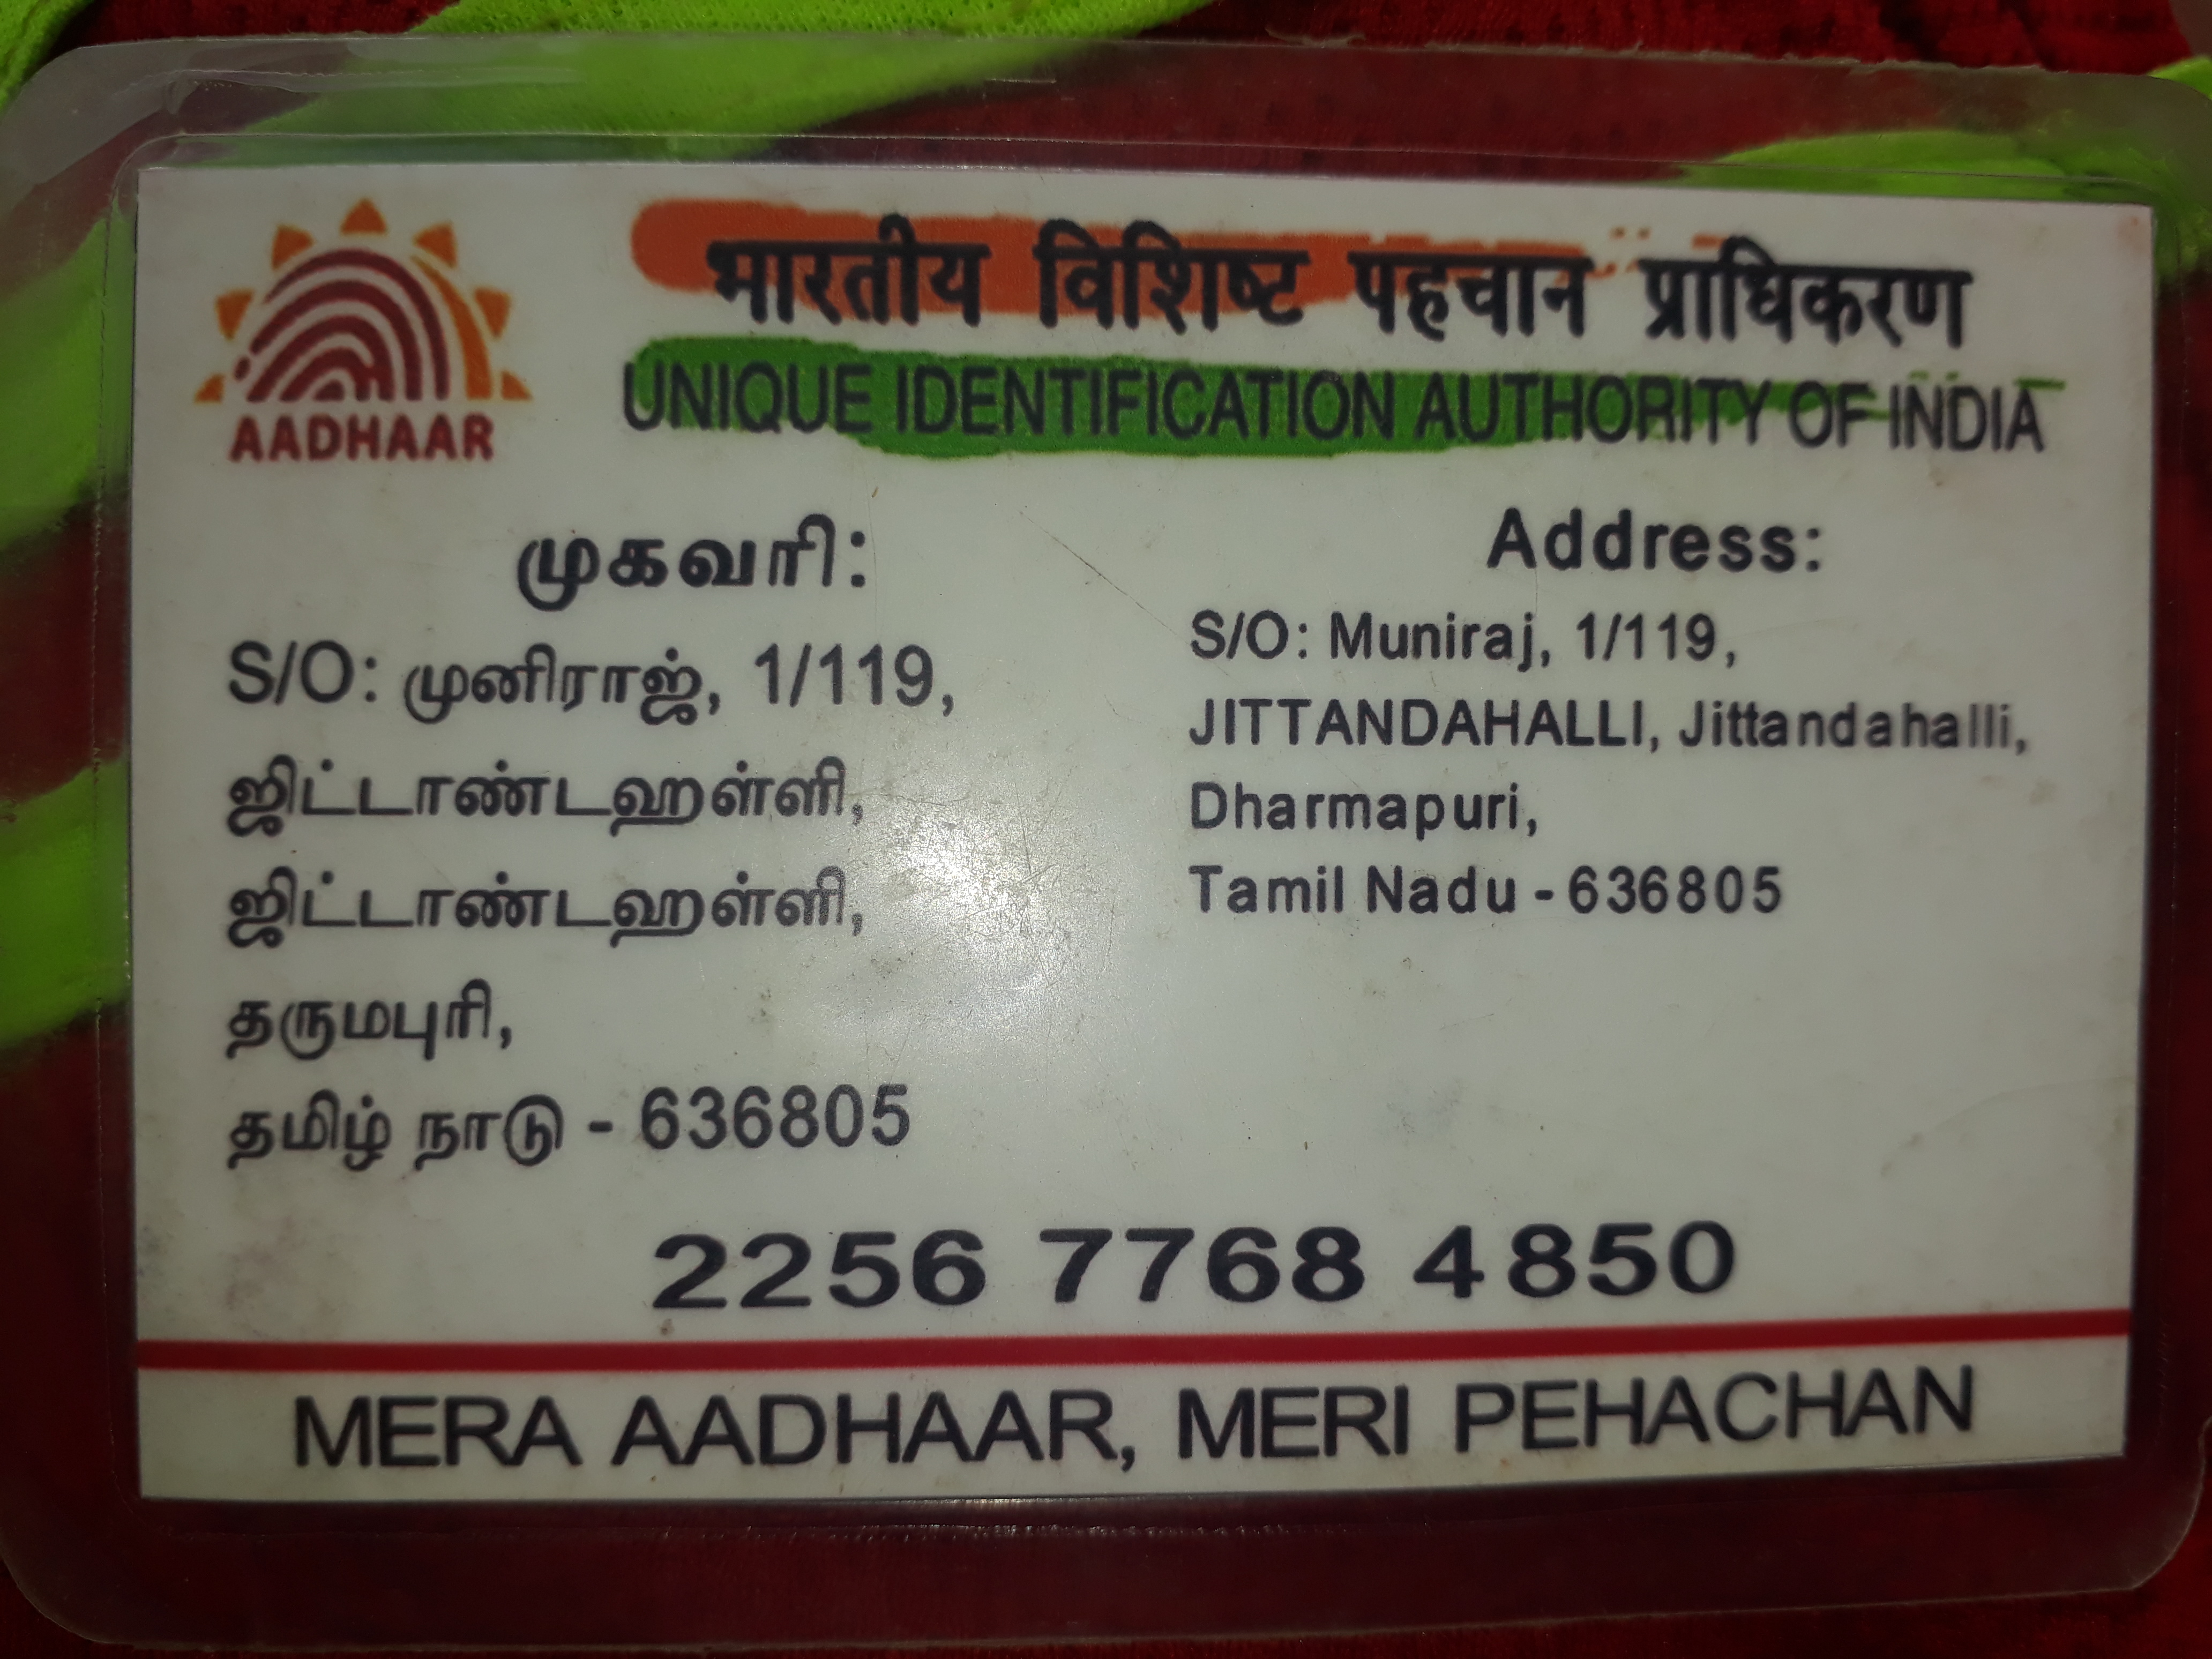 AADHAAR
भारतीय विशिष्ट पहचान प्राधिकरण
UNIQUE IDENTIFICATION AUTHORITY OF INDIA
முகவரி:
S/O: முனிராஜ், 1/119,
ஜிட்டாண்டஹள்ளி,
ஜிட்டாண்டஹள்ளி,
தருமபுரி,
தமிழ் நாடு - 636805
Address:
S/O: Muniraj, 1/119,
JITTANDAHALLI, Jittandahalli,
Dharmapuri,
Tamil Nadu - 636805
2256 7768 4850
MERA AADHAAR, MERI PEHACHAN